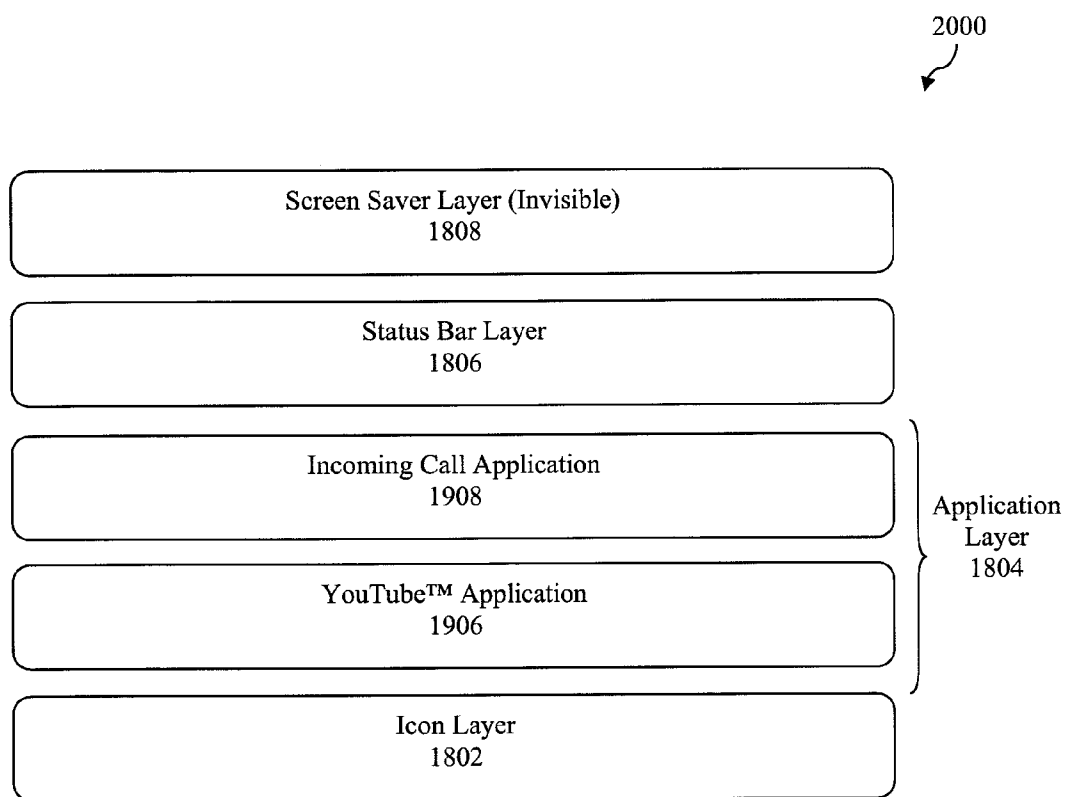 2000
Screen Saver Layer (Invisible)
1808
Status Bar Layer
1806
Incoming Call Application
1908
Application
Layer
1804
YouTube™ Application
1906
Icon Layer
1802